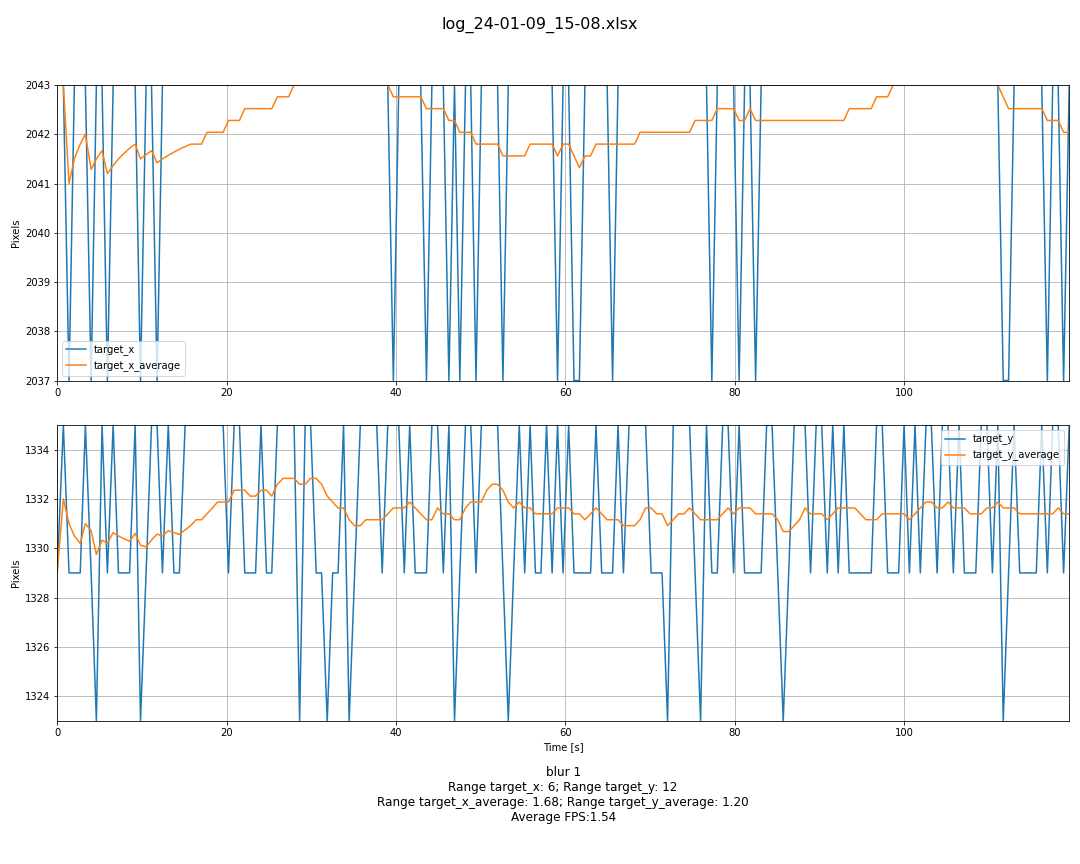 log_24-01-09_15-08.xlsx
2043
2042
2041
2040
2039
2038
2037
Pixels
target_x
target_x_average
0 20 40 60 80 100
1334
1332
1330
1328
1326
1324
Pixels
target_y
target_y_average
0 20 40 60 80 100
Time [s]
blur 1
Range target_x: 6; Range target_y: 12
Range target_x_average: 1.68; Range target_y_average: 1.20
Average FPS:1.54